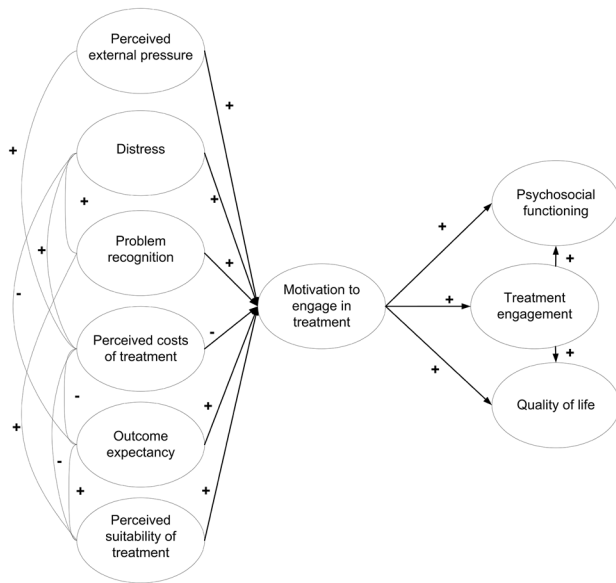 Perceived
external pressure
+
+
Distress
+
+
Psychosocial
functioning
+
Problem
recognition
+
+
+
-
Motivation to
engage in
treatment
+
Treatment
engagement
Perceived costs
of treatment
-
+
+
-
+
Quality of life
+
Outcome
expectancy
-
+
+
Perceived
suitability of
treatment